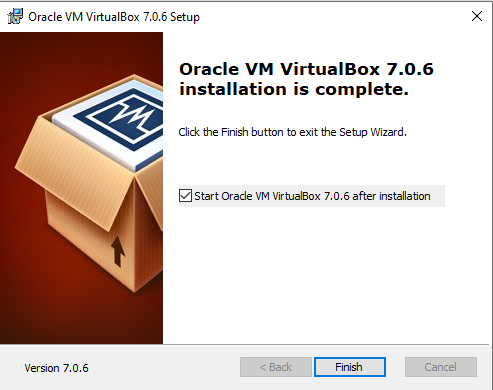 Oracle VM VirtualBox 7.0.6 Setup
Oracle VM VirtualBox 7.0.6
installation is complete.
Click the Finish button to exit the Setup Wizard.
Start Oracle VM VirtualBox 7.0.6 after installation
Version 7.0.6
< Back
Finish
Cancel